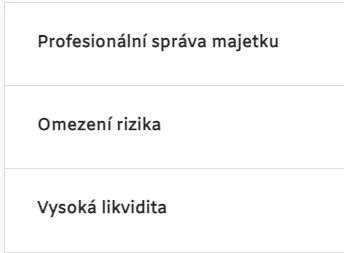 Profesionální správa majetku
Omezení rizika
Vysoká likvidita